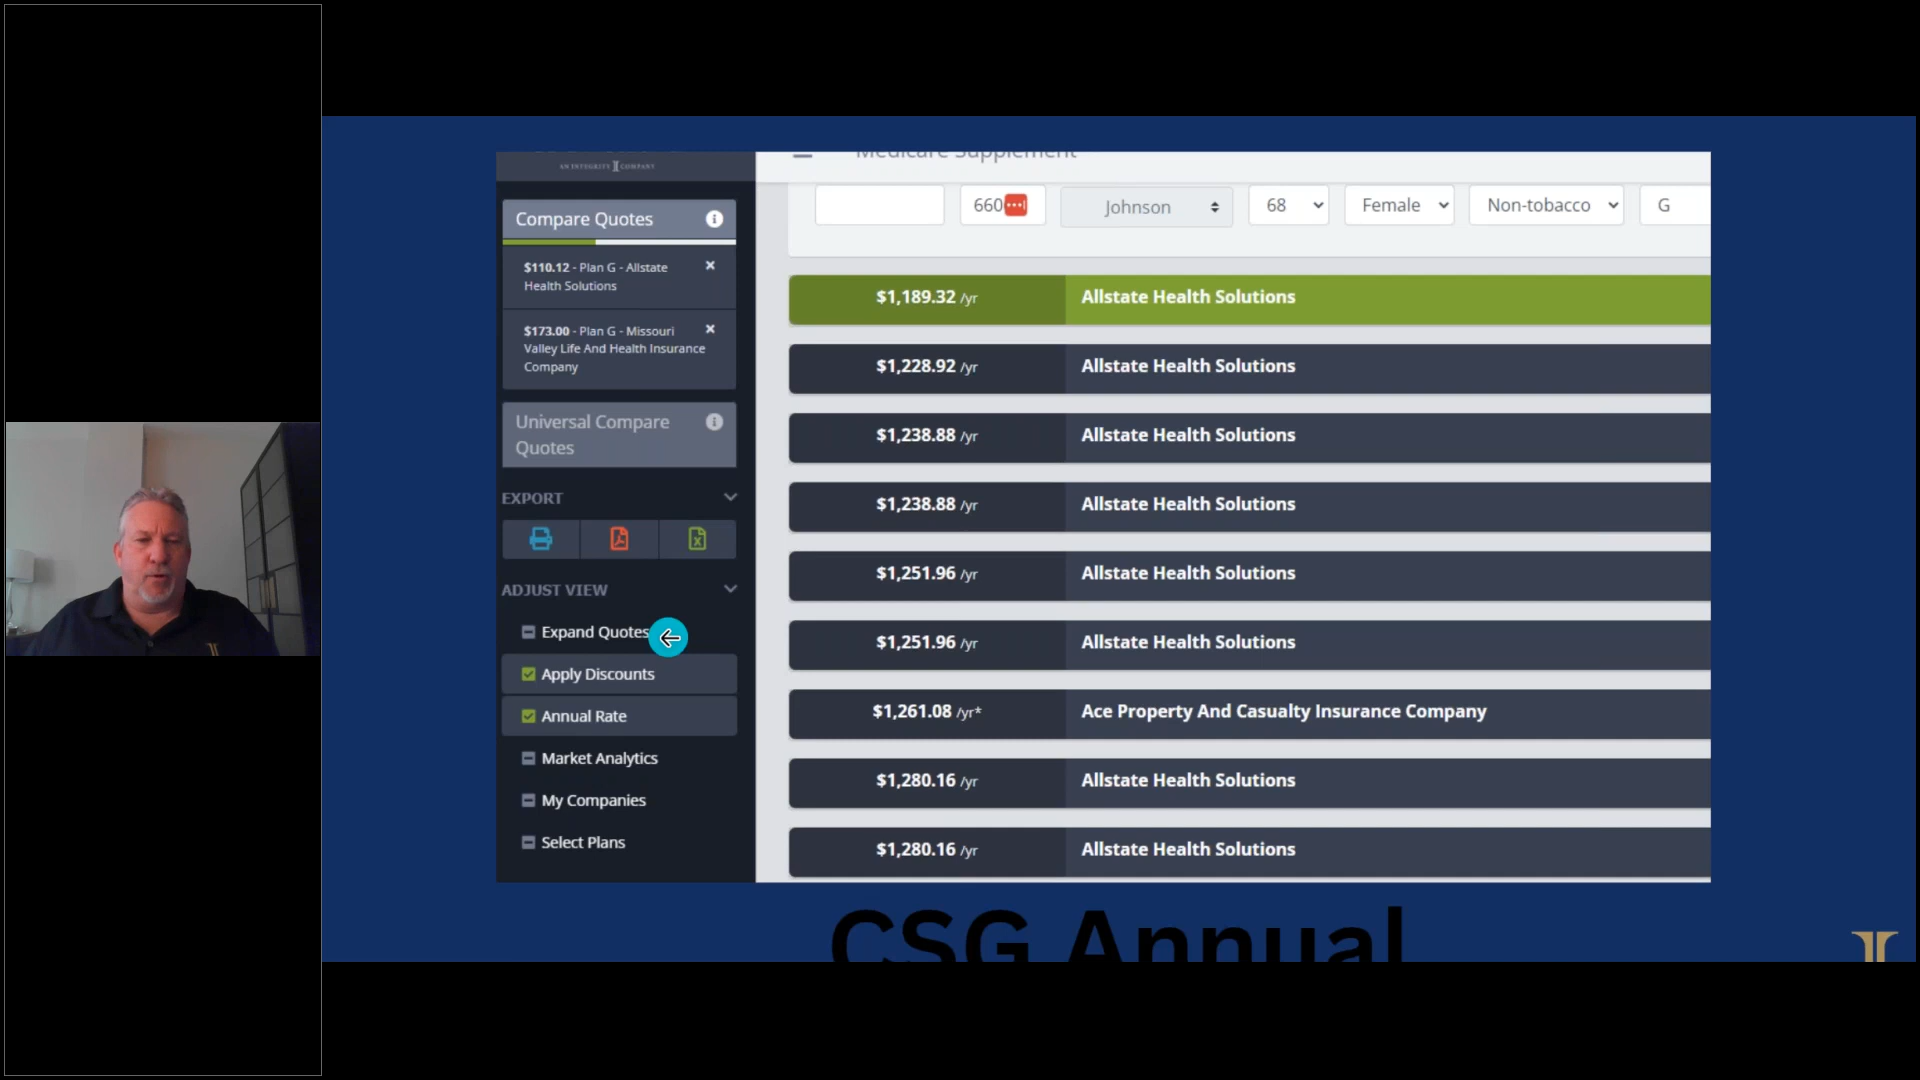 AN INTEGRITY COMPANY
Medicare Supplement
660
Johnson
68
Female
Non-tobacco
G
Compare Quotes
$110.12 - Plan G - Allstate
Health Solutions
$173.00 - Plan G - Missouri
Valley Life And Health Insurance
Company
Universal Compare
Quotes
EXPORT
ADJUST VIEW
Expand Quotes
Apply Discounts
Annual Rate
Market Analytics
My Companies
Select Plans
$1,189.32 /yr Allstate Health Solutions
$1,228.92 /yr Allstate Health Solutions
$1,238.88 /yr Allstate Health Solutions
$1,238.88 /yr Allstate Health Solutions
$1,251.96 /yr Allstate Health Solutions
$1,251.96 /yr Allstate Health Solutions
$1,261.08 /yr* Ace Property And Casualty Insurance Company
$1,280.16 /yr Allstate Health Solutions
$1,280.16 /yr Allstate Health Solutions
CSG Annual